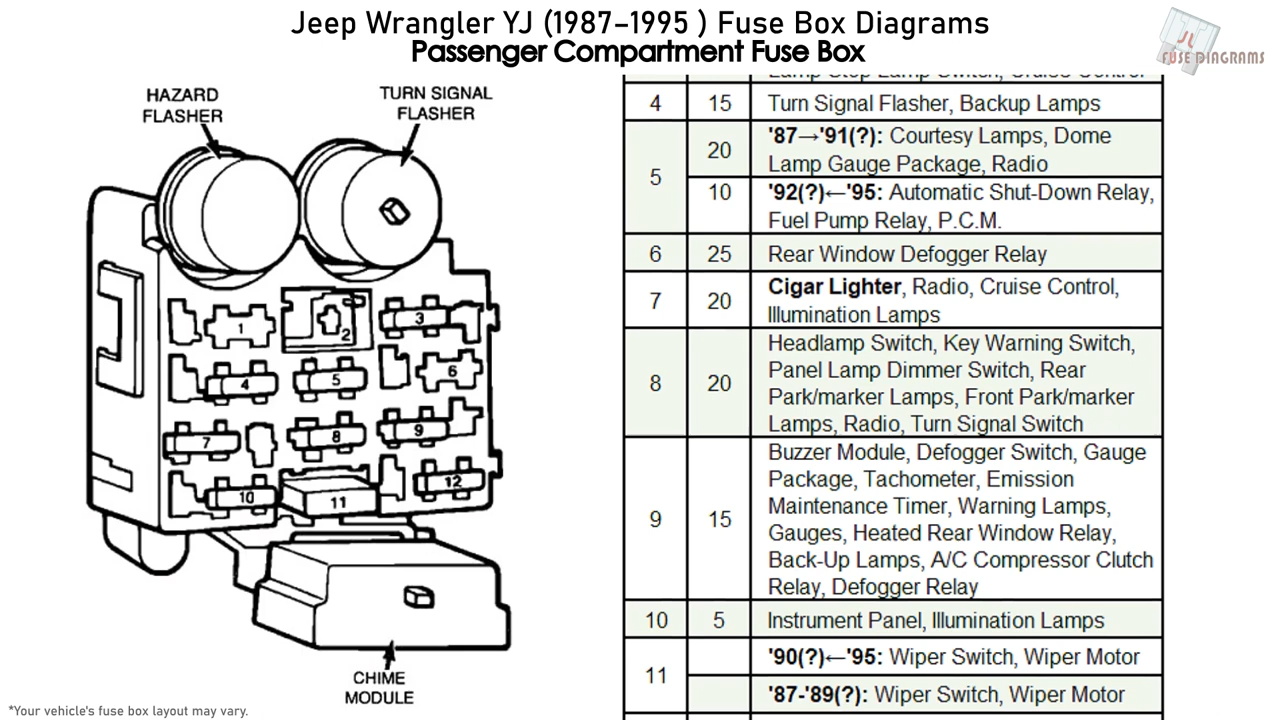 Jeep Wrangler YJ (1987–1995 ) Fuse Box Diagrams
Passenger Compartment Fuse Box
JL
FUSE DIAGRAMS
HAZARD
FLASHER
TURN SIGNAL
FLASHER
1
2
3
4
5
6
7
8
9
10
11
12
CHIME
MODULE
*Your vehicle's fuse box layout may vary.
Lamp Stop Lamp Switch, Cruise Control
4 15 Turn Signal Flasher, Backup Lamps
5 20 '87→'91(?): Courtesy Lamps, Dome
Lamp Gauge Package, Radio
10 '92(?)←'95: Automatic Shut-Down Relay,
Fuel Pump Relay, P.C.M.
6 25 Rear Window Defogger Relay
7 20 Cigar Lighter, Radio, Cruise Control,
Illumination Lamps
8 20 Headlamp Switch, Key Warning Switch,
Panel Lamp Dimmer Switch, Rear
Park/marker Lamps, Front Park/marker
Lamps, Radio, Turn Signal Switch
9 15 Buzzer Module, Defogger Switch, Gauge
Package, Tachometer, Emission
Maintenance Timer, Warning Lamps,
Gauges, Heated Rear Window Relay,
Back-Up Lamps, A/C Compressor Clutch
Relay, Defogger Relay
10 5 Instrument Panel, Illumination Lamps
11 '90(?)←'95: Wiper Switch, Wiper Motor
'87-'89(?): Wiper Switch, Wiper Motor